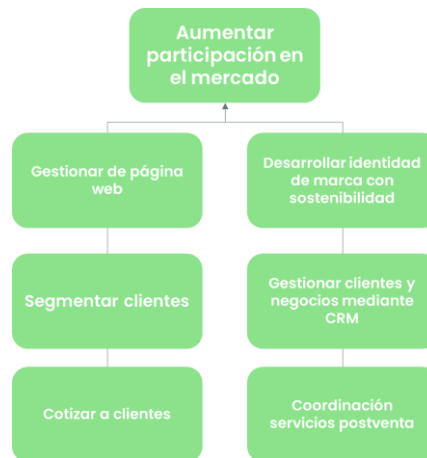 Aumentar
participación en
el mercado
Gestionar de página
web
Desarrollar identidad
de marca con
sostenibilidad
Segmentar clientes
Gestionar clientes y
negocios mediante
CRM
Cotizar a clientes
Coordinación
servicios postventa